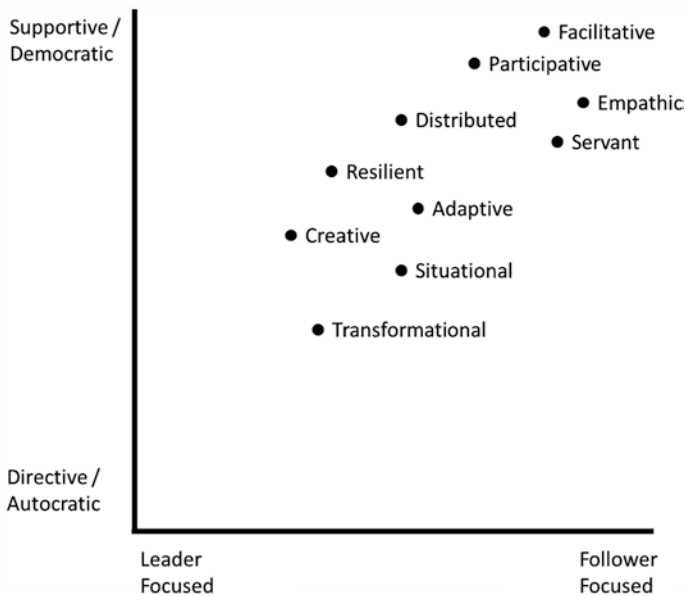 Supportive /
Democratic
Facilitative
Participative
Empathic
Distributed
Servant
Resilient
Adaptive
Creative
Situational
Transformational
Directive /
Autocratic
Leader
Focused
Follower
Focused